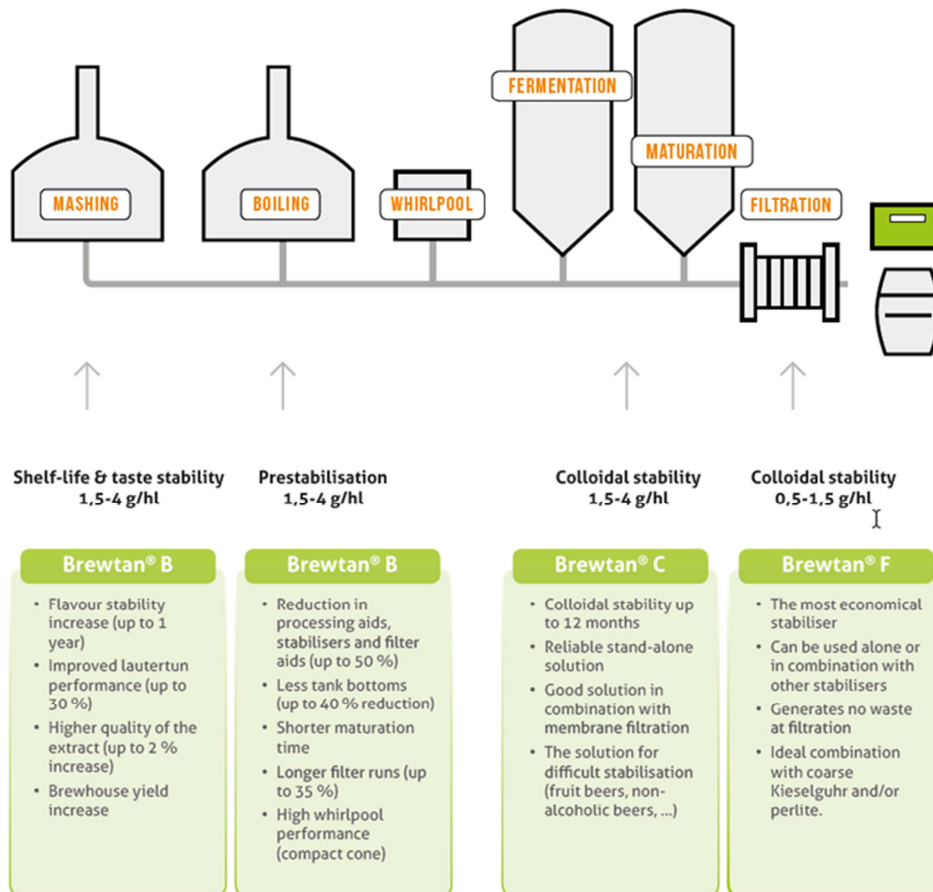 FERMENTATION
MATURATION
MASHING
BOILING
WHIRLPOOL
FILTRATION
Shelf-life & taste stability
1,5-4 g/hl
Prestabilisation
1,5-4 g/hl
Colloidal stability
1,5-4 g/hl
Colloidal stability
0,5-1,5 g/hl
Brewtan® B
• Flavour stability
increase (up to 1
year)
• Improved lautertun
performance (up to
30 %)
• Higher quality of the
extract (up to 2 %
increase)
• Brewhouse yield
increase
Brewtan® B
• Reduction in
processing aids,
stabilisers and filter
aids (up to 50 %)
• Less tank bottoms
(up to 40 % reduction)
• Shorter maturation
time
• Longer filter runs (up
to 35 %)
• High whirlpool
performance
(compact cone)
Brewtan® C
• Colloidal stability up
to 12 months
• Reliable stand-alone
solution
• Good solution in
combination with
membrane filtration
• The solution for
difficult stabilisation
(fruit beers, non-
alcoholic beers, ...)
Brewtan® F
• The most economical
stabiliser
• Can be used alone or
in combination with
other stabilisers
• Generates no waste
at filtration
• Ideal combination
with coarse
Kieselguhr and/or
perlite.